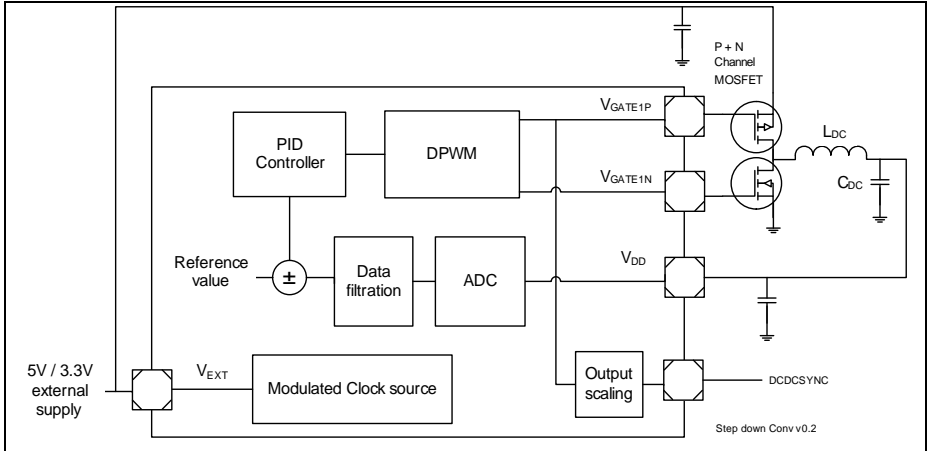 P + N
Channel
MOSFET
VGATE1P
PID
Controller
DPWM
LDC
CDC
VGATE1N
Reference
value
±
Data
filtration
ADC
VDD
5V / 3.3V
external
supply
VEXT
Modulated Clock source
Output
scaling
DCDCSYNC
Step down Conv v0.2